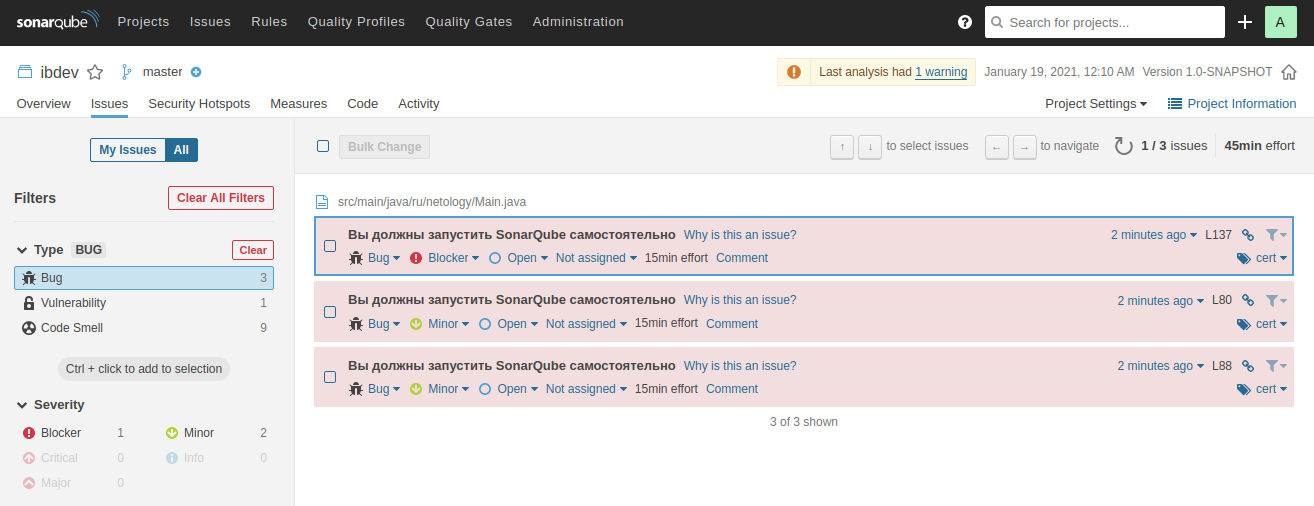 sonarqube Projects Issues Rules Quality Profiles Quality Gates Administration ? Search for projects... A
ibdev master Last analysis had 1 warning January 19, 2021, 12:10 AM Version 1.0-SNAPSHOT
Overview Issues Security Hotspots Measures Code Activity Project Settings Project Information
My Issues All Bulk Change ↑ ↓ to select issues ← → to navigate 1 / 3 issues 45min effort
Filters Clear All Filters
Type BUG Clear
Bug 3
Vulnerability 1
Code Smell 9
Ctrl + click to add to selection
Severity
Blocker 1 Minor 2
Critical 0 Info 0
Major 0
src/main/java/ru/netology/Main.java
Вы должны запустить SonarQube самостоятельно Why is this an issue? 2 minutes ago L137
Bug Blocker Open Not assigned 15min effort Comment cert
Вы должны запустить SonarQube самостоятельно Why is this an issue? 2 minutes ago L80
Bug Minor Open Not assigned 15min effort Comment cert
Вы должны запустить SonarQube самостоятельно Why is this an issue? 2 minutes ago L88
Bug Minor Open Not assigned 15min effort Comment cert
3 of 3 shown